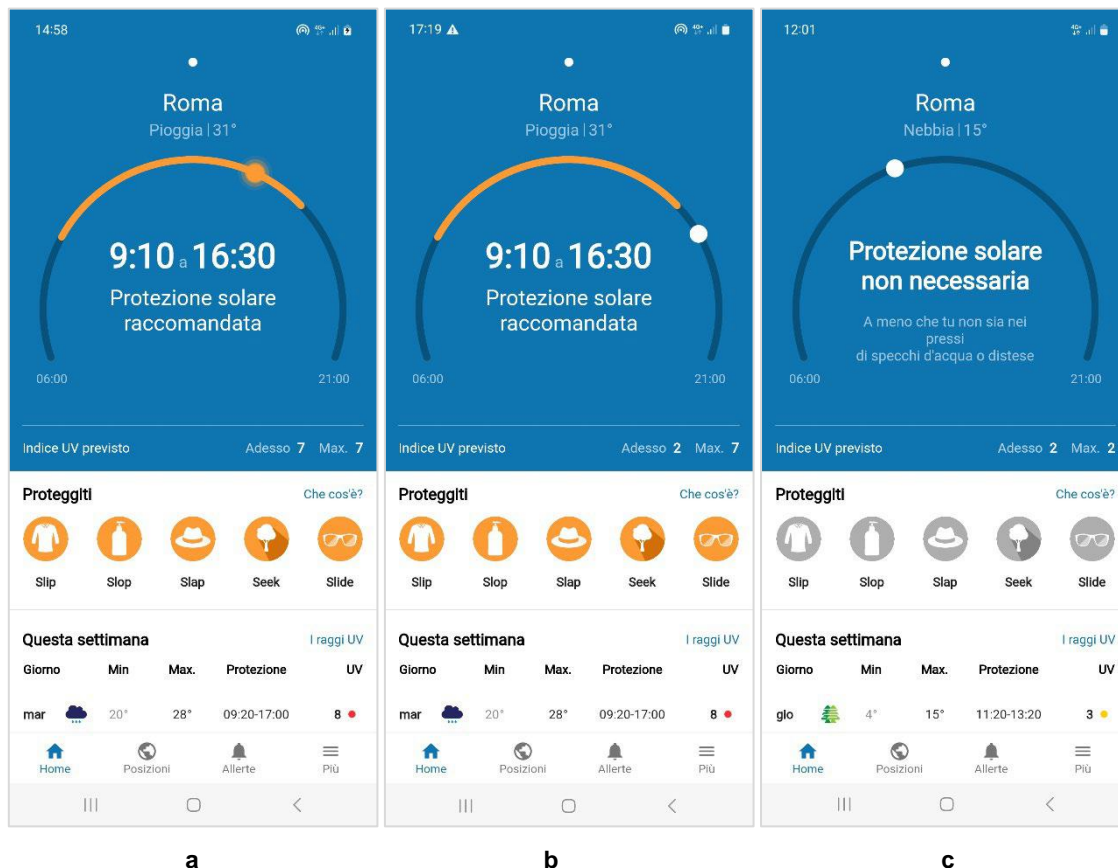 14:58
4G+
Roma
Pioggia | 31°
9:10 a 16:30
Protezione solare
raccomandata
06:00 21:00
Indice UV previsto Adesso 7 Max. 7
Proteggiti Che cos'è?
Slip Slop Slap Seek Slide
Questa settimana I raggi UV
Giorno Min Max. Protezione UV
mar 20° 28° 09:20-17:00 8
Home Posizioni Allerte Più
a
17:19
4G+
Roma
Pioggia | 31°
9:10 a 16:30
Protezione solare
raccomandata
06:00 21:00
Indice UV previsto Adesso 2 Max. 7
Proteggiti Che cos'è?
Slip Slop Slap Seek Slide
Questa settimana I raggi UV
Giorno Min Max. Protezione UV
mar 20° 28° 09:20-17:00 8
Home Posizioni Allerte Più
b
12:01
4G+
Roma
Nebbia | 15°
Protezione solare
non necessaria
A meno che tu non sia nei
pressi
di specchi d'acqua o distese
06:00 21:00
Indice UV previsto Adesso 2 Max. 2
Proteggiti Che cos'è?
Slip Slop Slap Seek Slide
Questa settimana I raggi UV
Giorno Min Max. Protezione UV
gio 4° 15° 11:20-13:20 3
Home Posizioni Allerte Più
c